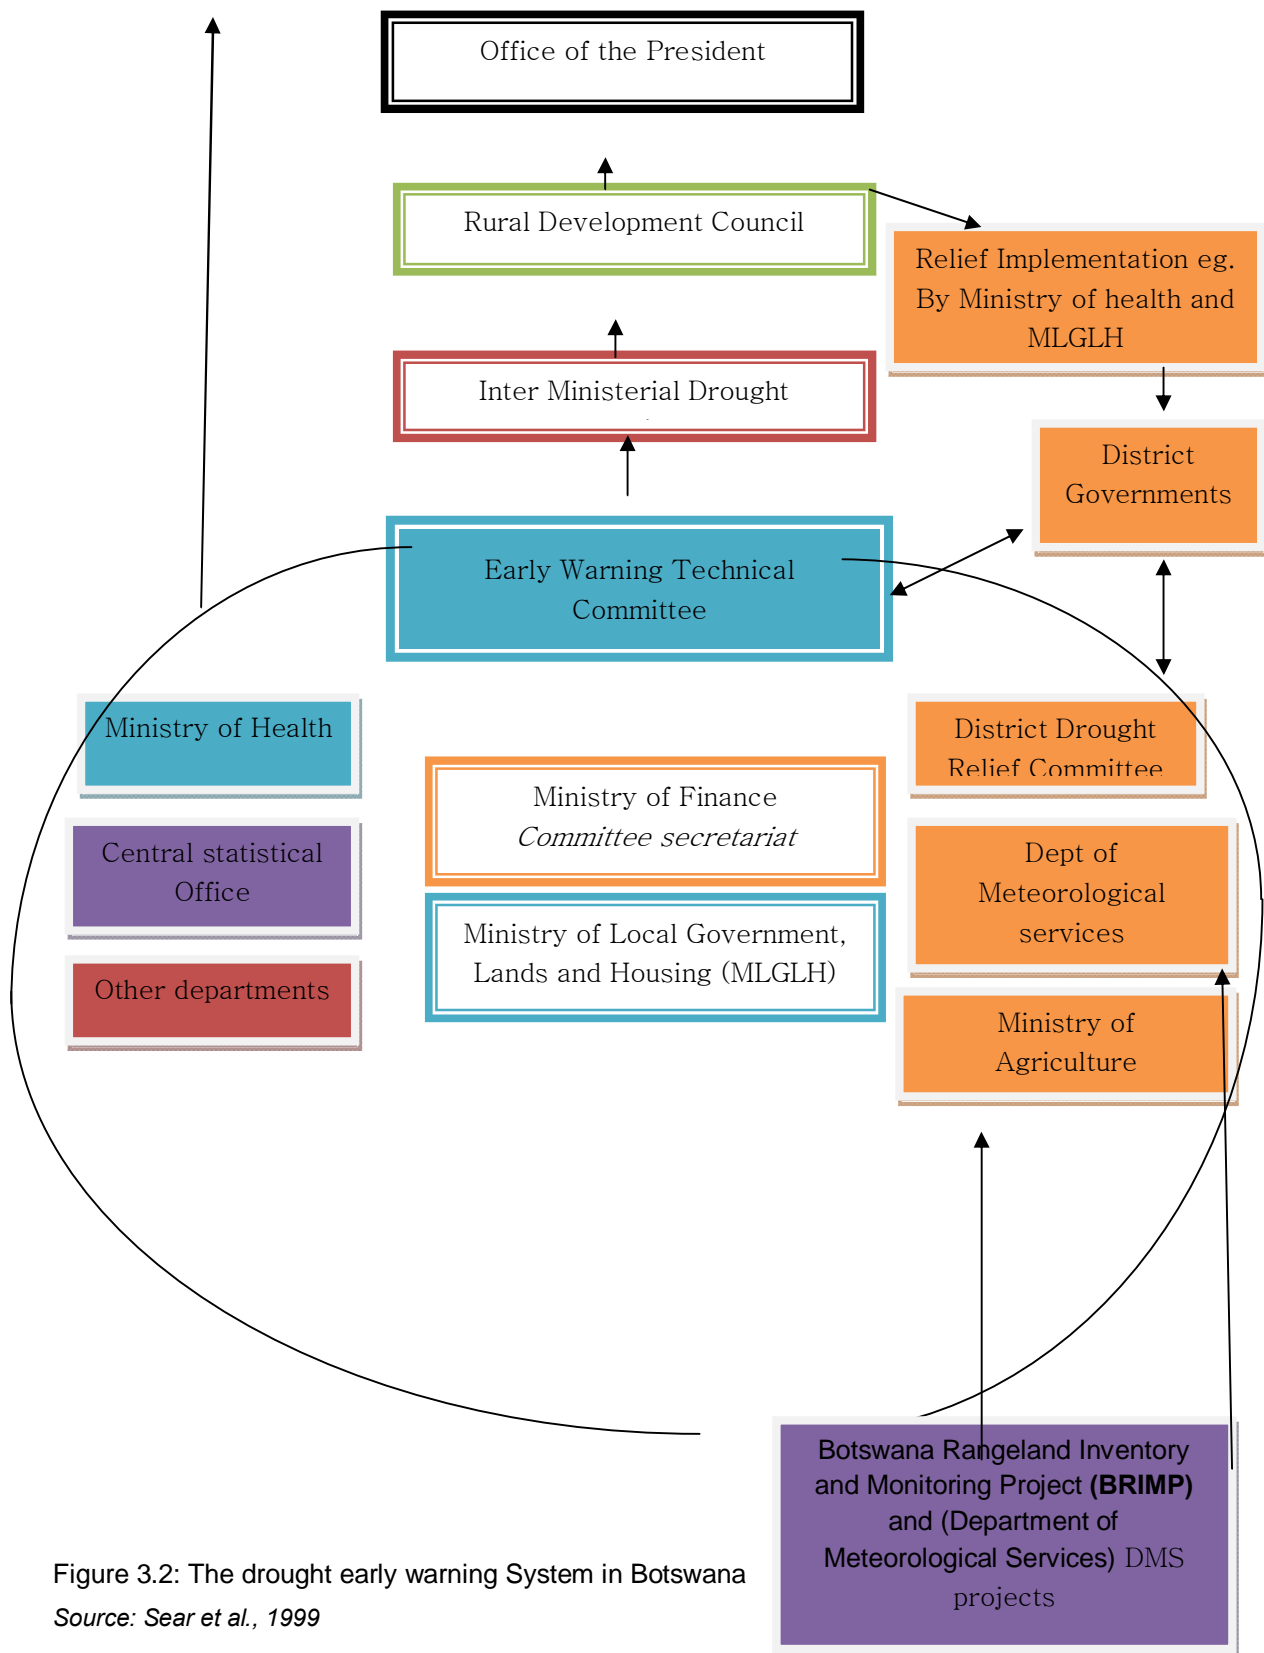 Office of the President
Rural Development Council
Relief Implementation eg.
By Ministry of health and
MLGLH
Inter Ministerial Drought
District
Governments
Early Warning Technical
Committee
Ministry of Health
District Drought
Relief Committee
Ministry of Finance
Committee secretariat
Central statistical
Office
Dept of
Meteorological
services
Ministry of Local Government,
Lands and Housing (MLGLH)
Other departments
Ministry of
Agriculture
Botswana Rangeland Inventory
and Monitoring Project (BRIMP)
and (Department of
Meteorological Services) DMS
projects
Figure 3.2: The drought early warning System in Botswana
Source: Sear et al., 1999